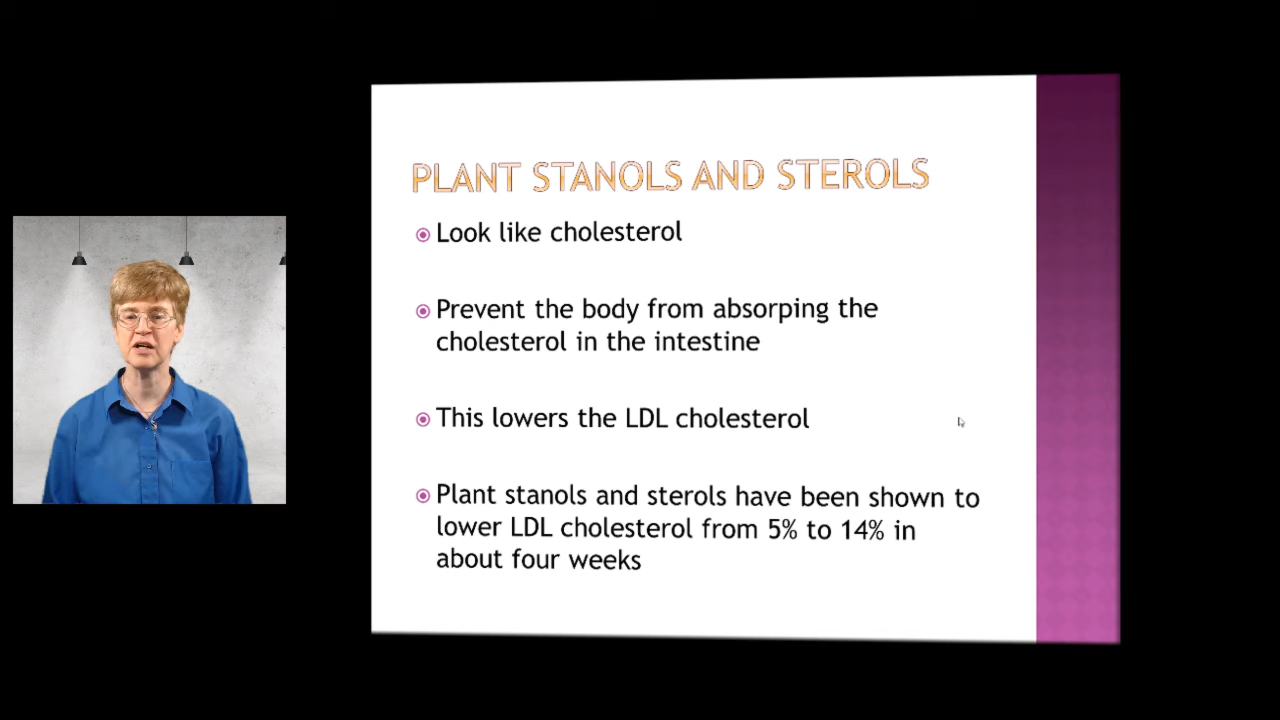 PLANT STANOLS AND STEROLS
Look like cholesterol
Prevent the body from absorping the
cholesterol in the intestine
This lowers the LDL cholesterol
Plant stanols and sterols have been shown to
lower LDL cholesterol from 5% to 14% in
about four weeks